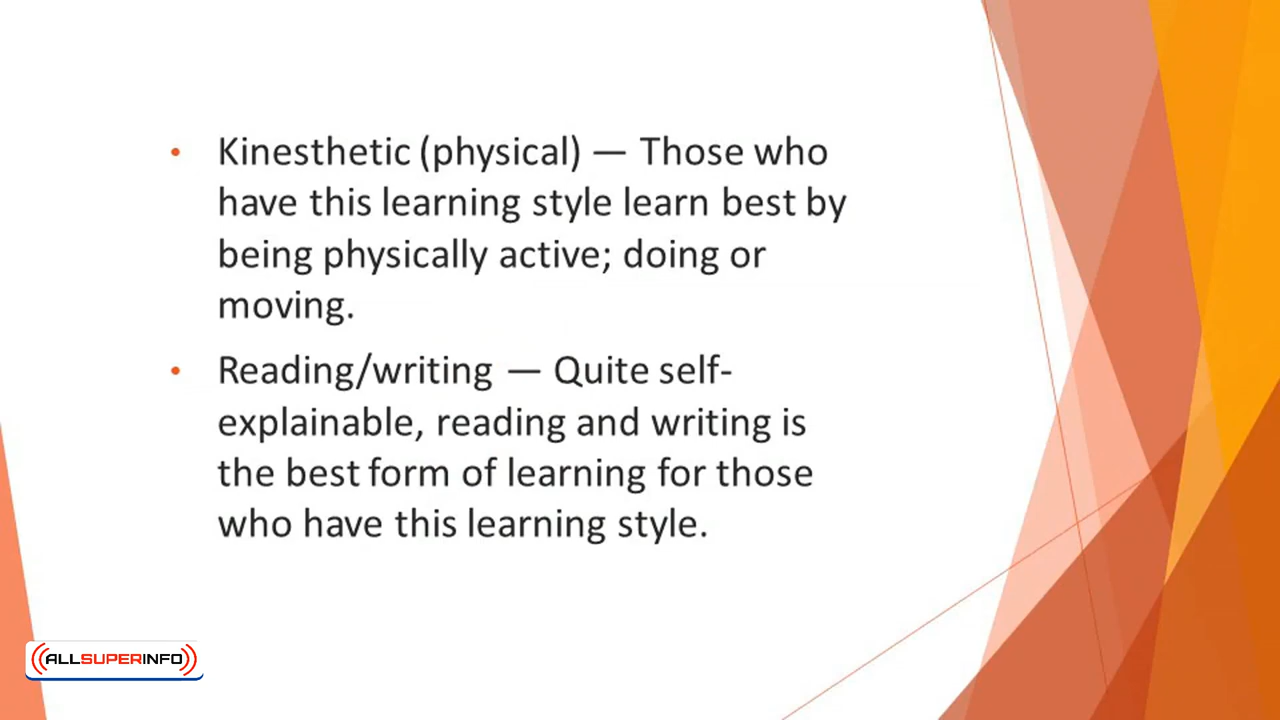 • Kinesthetic (physical) — Those who
have this learning style learn best by
being physically active; doing or
moving.
• Reading/writing — Quite self-
explainable, reading and writing is
the best form of learning for those
who have this learning style.
ALLSUPERINFO